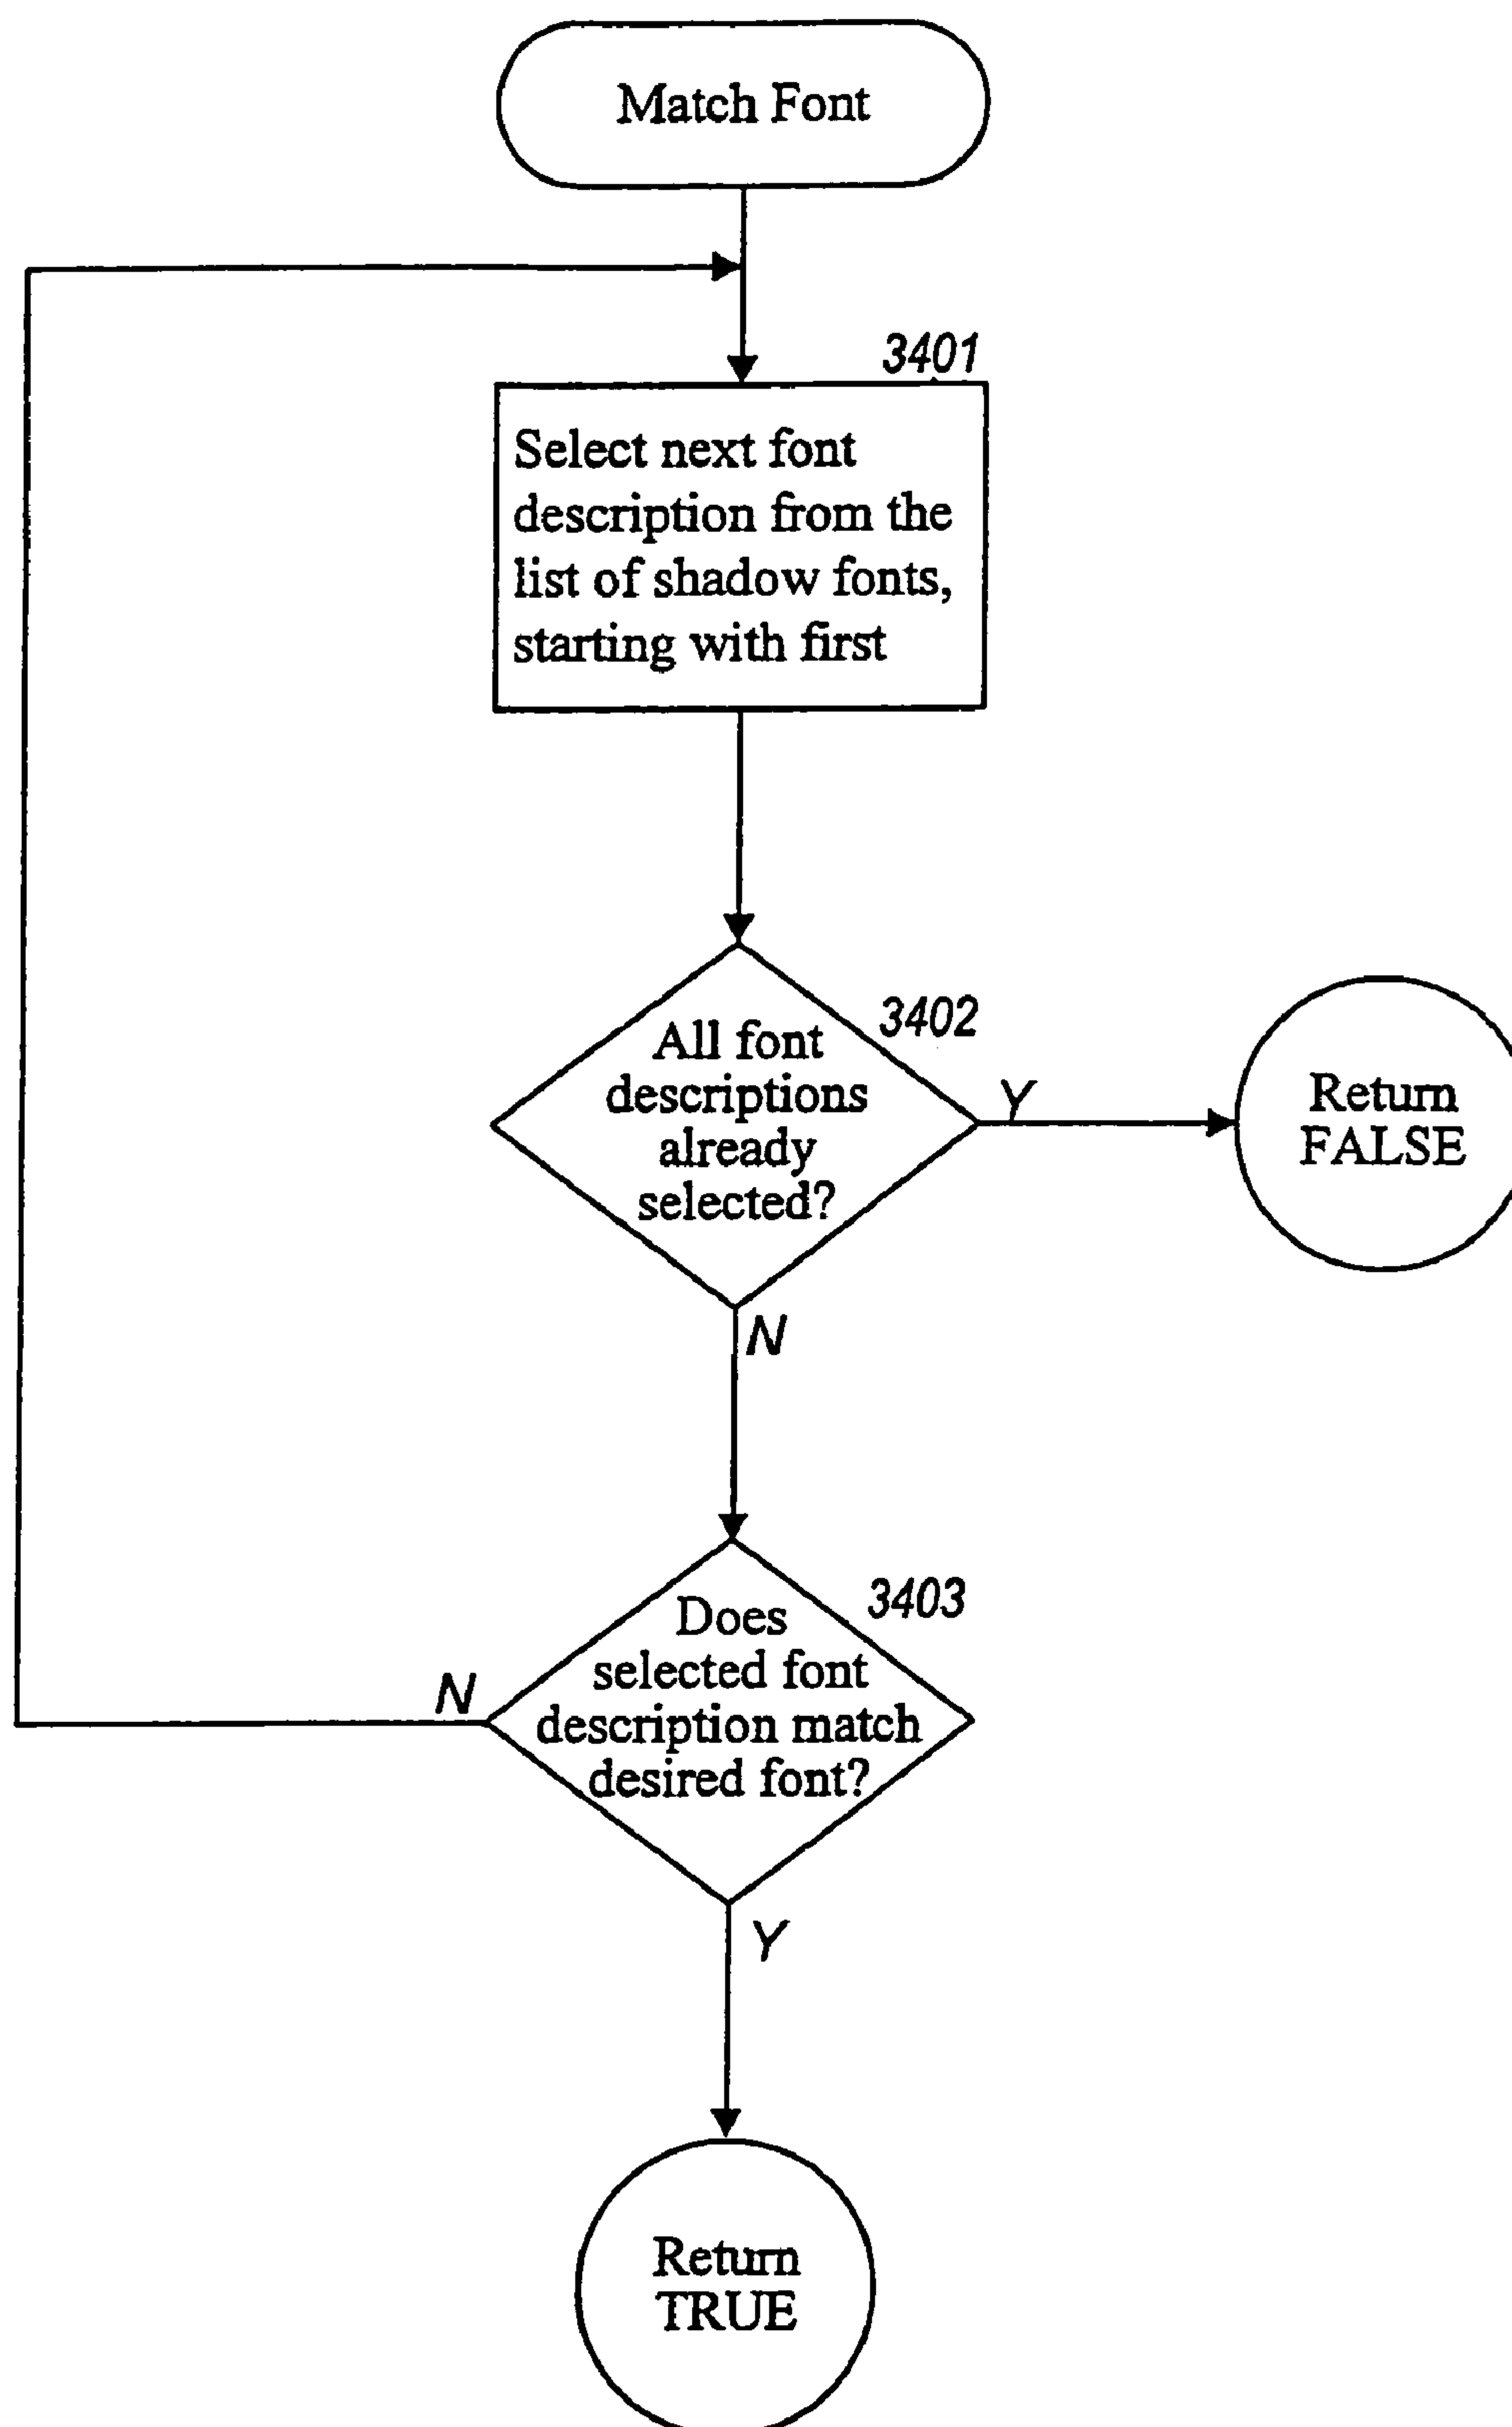 Match Font
3401
Select next font
description from the
list of shadow fonts,
starting with first
3402
All font
descriptions
already
selected?
Y
Return
FALSE
N
3403
Does
selected font
description match
desired font?
N
Y
Return
TRUE